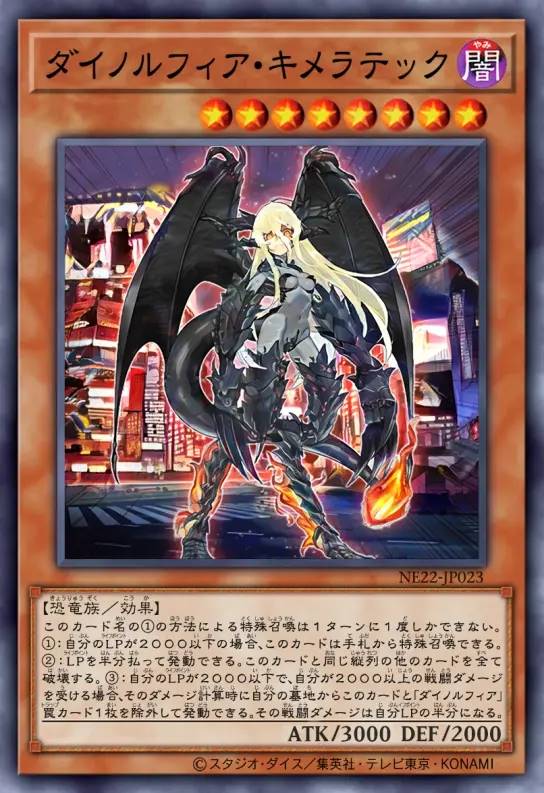 ダイノルフィア・キメラテック
闇
NE22-JP023
【恐竜族／効果】
このカード名の①の方法による特殊召喚は１ターンに１度しかできない。
①：自分のLPが２０００以下の場合、このカードは手札から特殊召喚できる。
②：LPを半分払って発動できる。このカードと同じ縦列の他のカードを全て
破壊する。③：自分のLPが２０００以下で、自分が２０００以上の戦闘ダメージ
を受ける場合、そのダメージ計算時に自分の墓地からこのカードと「ダイノルフィア」
罠カード１枚を除外して発動できる。その戦闘ダメージは自分LPの半分になる。
ATK/3000 DEF/2000
©スタジオ・ダイス／集英社・テレビ東京・KONAMI